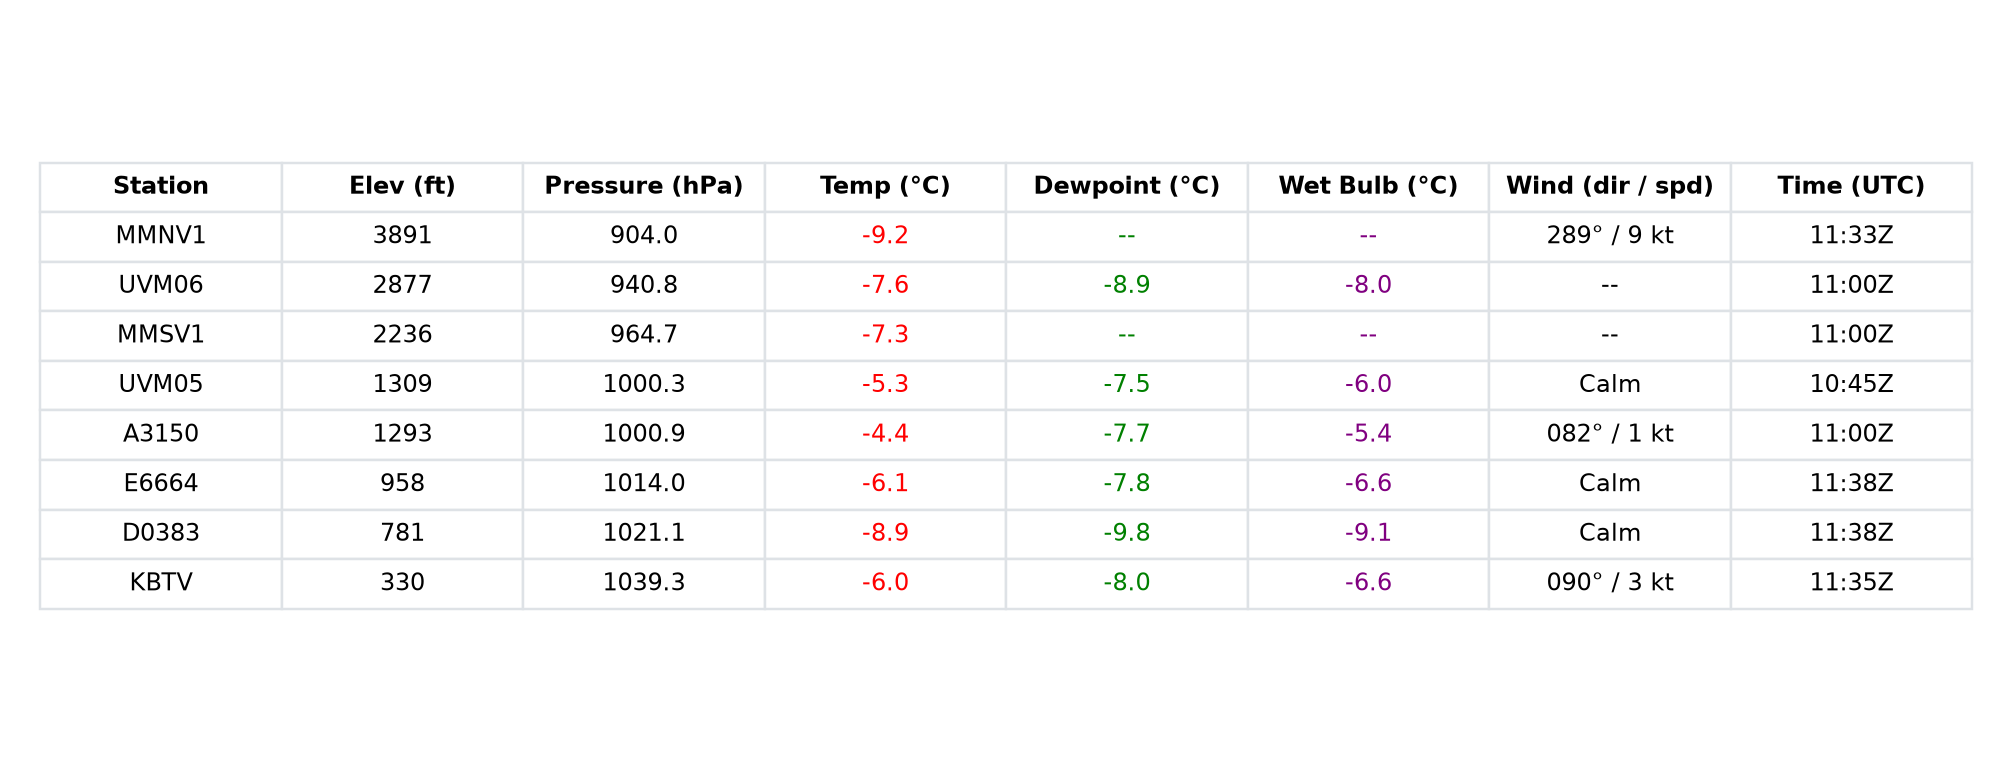 Station Elev (ft) Pressure (hPa) Temp (°C) Dewpoint (°C) Wet Bulb (°C) Wind (dir / spd) Time (UTC)
MMNV1 3891 904.0 -9.2 -- -- 289° / 9 kt 11:33Z
UVM06 2877 940.8 -7.6 -8.9 -8.0 -- 11:00Z
MMSV1 2236 964.7 -7.3 -- -- -- 11:00Z
UVM05 1309 1000.3 -5.3 -7.5 -6.0 Calm 10:45Z
A3150 1293 1000.9 -4.4 -7.7 -5.4 082° / 1 kt 11:00Z
E6664 958 1014.0 -6.1 -7.8 -6.6 Calm 11:38Z
D0383 781 1021.1 -8.9 -9.8 -9.1 Calm 11:38Z
KBTV 330 1039.3 -6.0 -8.0 -6.6 090° / 3 kt 11:35Z